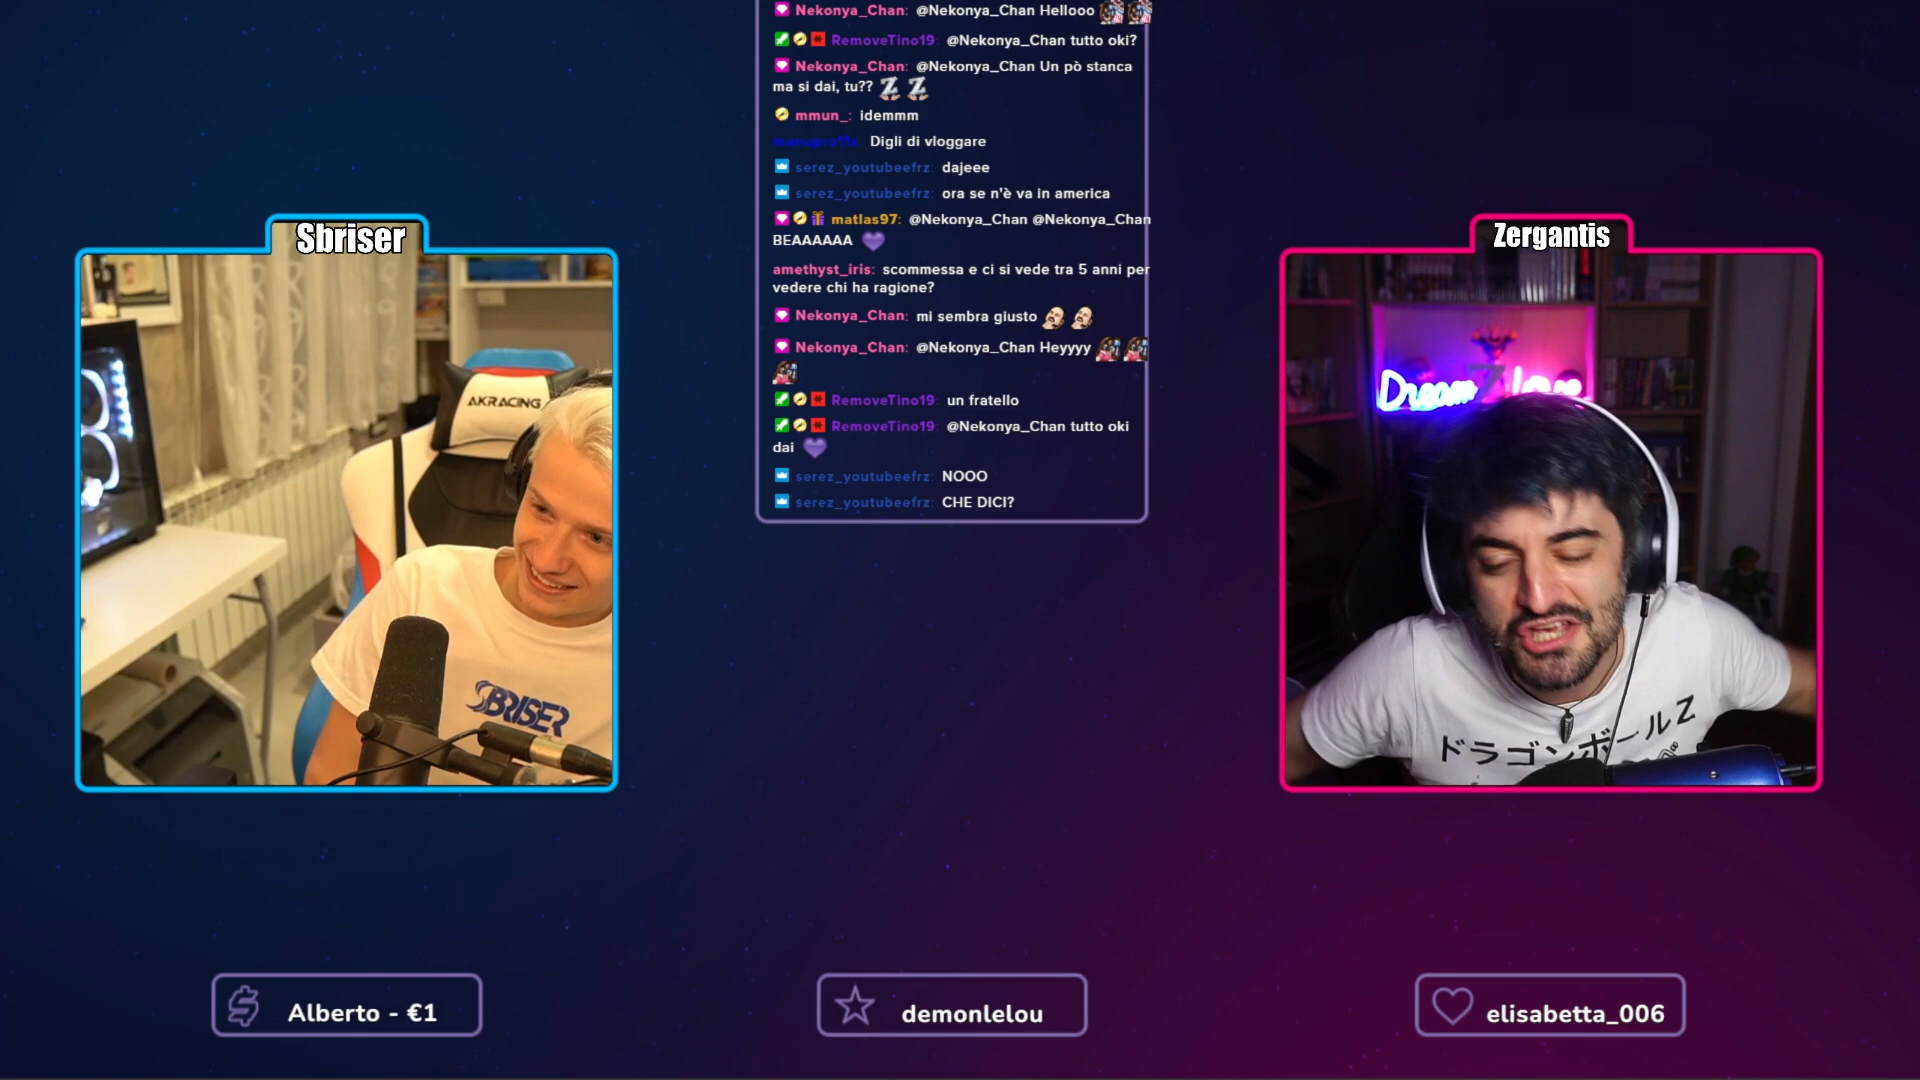 Nekonya_Chan: @Nekonya_Chan Hellooo
RemoveTino19: @Nekonya_Chan tutto oki?
Nekonya_Chan: @Nekonya_Chan Un pò stanca
ma si dai, tu??
mmun_: idemmm
Digli di vloggare
serez_youtubeefrz: dajeee
serez_youtubeefrz: ora se n'è va in america
matlas97: @Nekonya_Chan @Nekonya_Chan
BEAAAAAA
amethyst_iris: scommessa e ci si vede tra 5 anni per
vedere chi ha ragione?
Nekonya_Chan: mi sembra giusto
Nekonya_Chan: @Nekonya_Chan Heyyyy
RemoveTino19: un fratello
RemoveTino19: @Nekonya_Chan tutto oki
dai
serez_youtubeefrz: NOOO
serez_youtubeefrz: CHE DICI?
Sbriser
AKRACING
SBRISER
Zergantis
Dream
ドラゴンボールZ
Alberto - €1
demonlelou
elisabetta_006